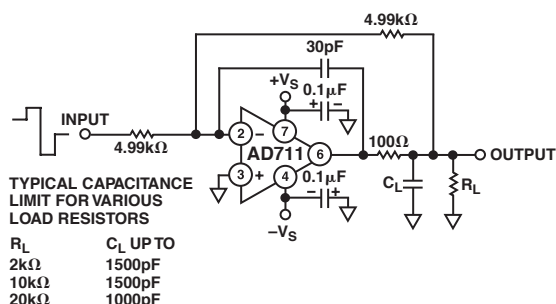 4.99kΩ
30pF
+VS
0.1µF
+ –
INPUT
4.99kΩ
2 –
7
AD711
6
3 +
4
0.1µF
– +
–VS
100Ω
OUTPUT
CL
RL
TYPICAL CAPACITANCE
LIMIT FOR VARIOUS
LOAD RESISTORS
RL CL UP TO
2kΩ 1500pF
10kΩ 1500pF
20kΩ 1000pF